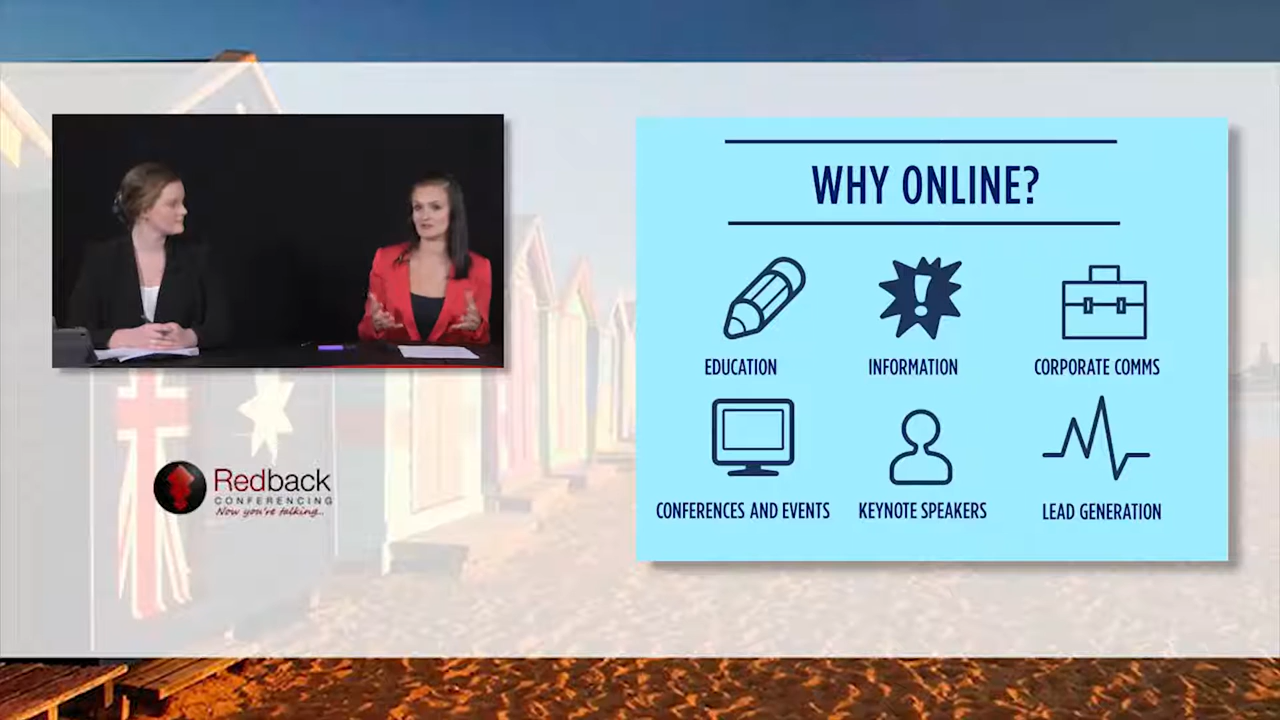 WHY ONLINE?
EDUCATION
INFORMATION
CORPORATE COMMS
CONFERENCES AND EVENTS
KEYNOTE SPEAKERS
LEAD GENERATION
Redback
CONFERENCING
Now you're talking..